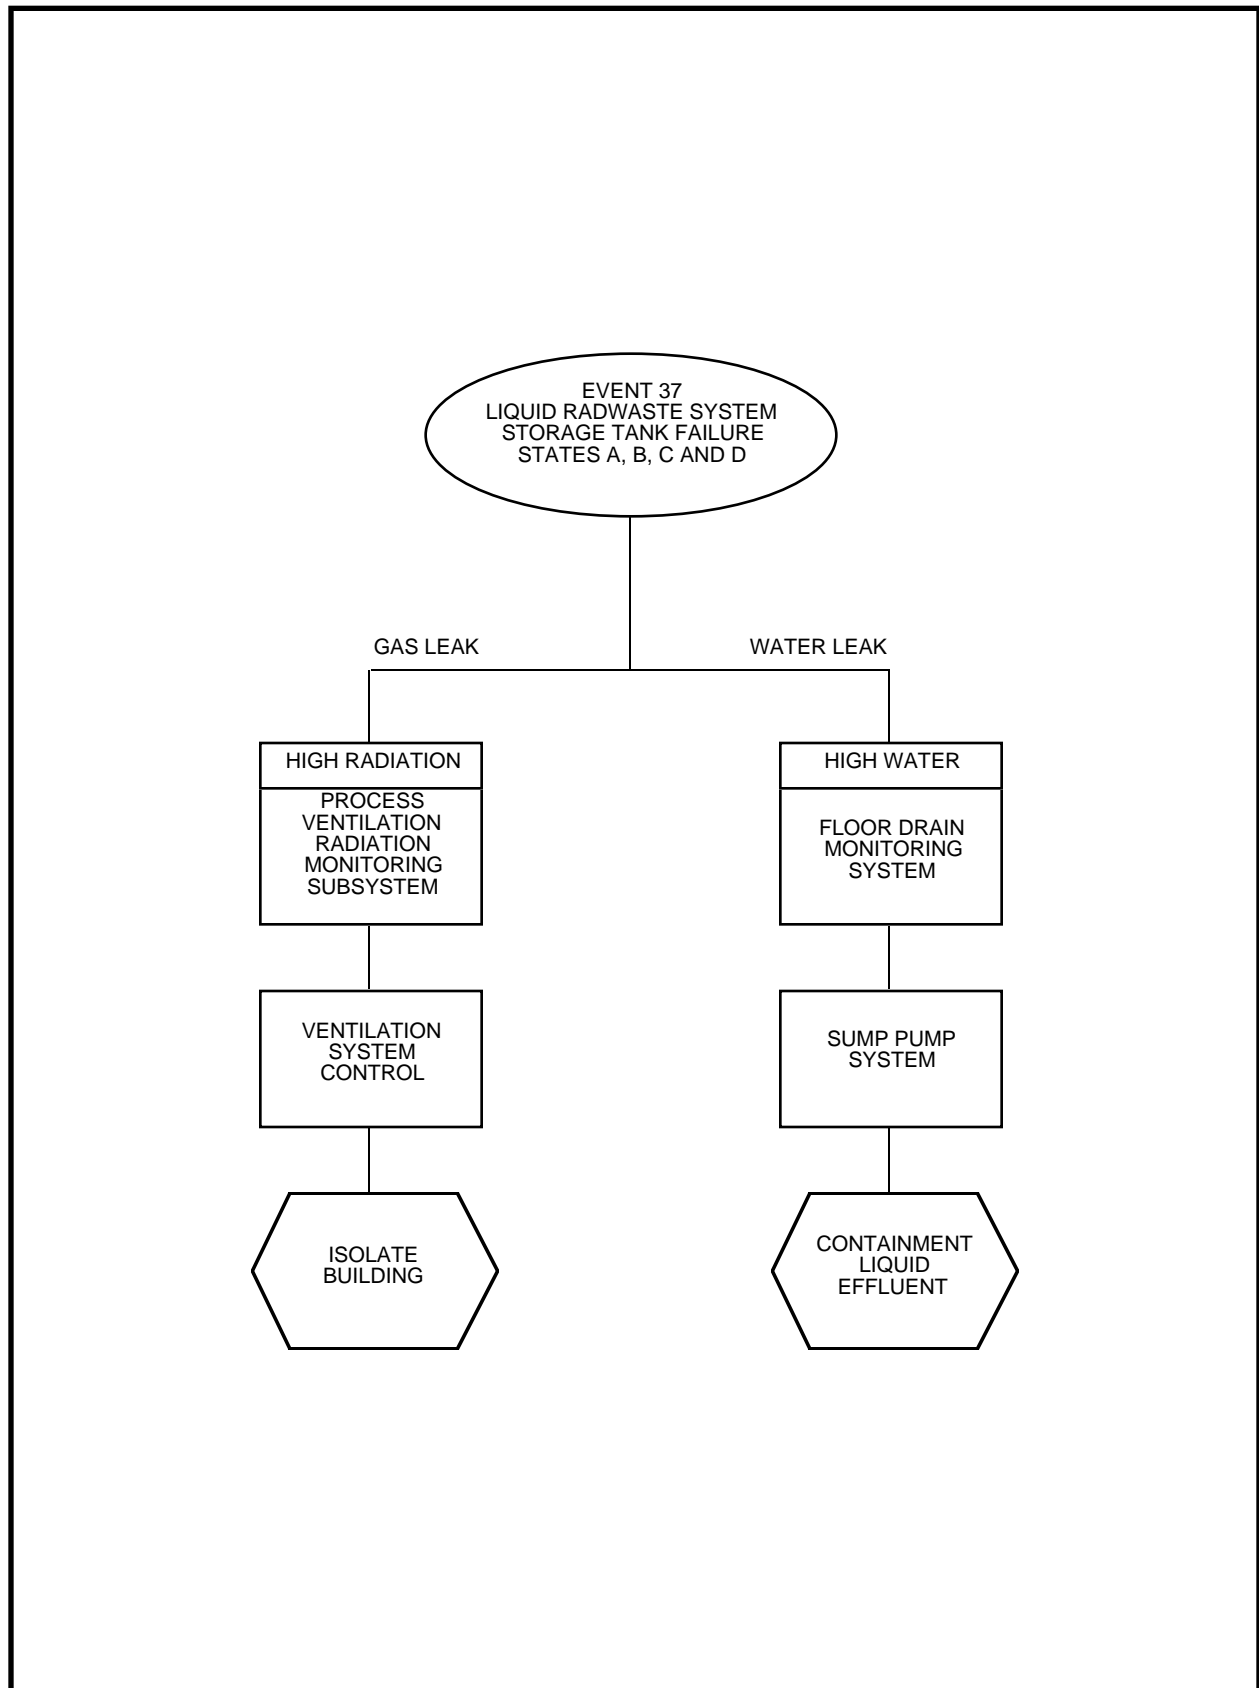 EVENT 37
LIQUID RADWASTE SYSTEM
STORAGE TANK FAILURE
STATES A, B, C AND D
GAS LEAK
WATER LEAK
HIGH RADIATION
PROCESS
VENTILATION
RADIATION
MONITORING
SUBSYSTEM
HIGH WATER
FLOOR DRAIN
MONITORING
SYSTEM
VENTILATION
SYSTEM
CONTROL
SUMP PUMP
SYSTEM
ISOLATE
BUILDING
CONTAINMENT
LIQUID
EFFLUENT